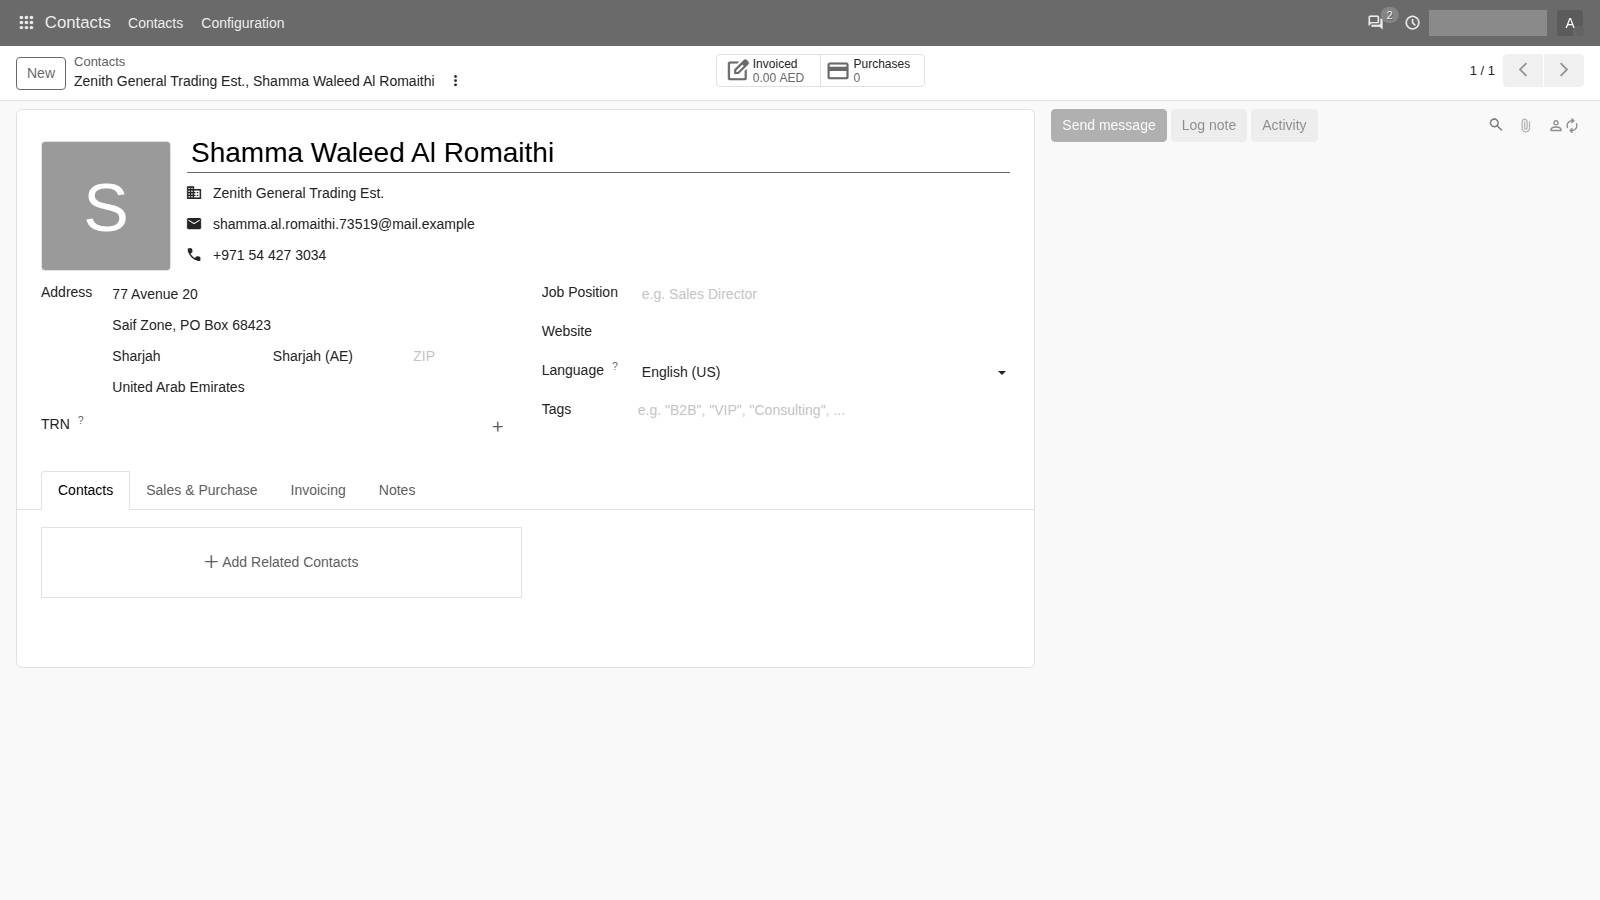 Contacts Contacts Configuration 2 A
New Contacts
Zenith General Trading Est., Shamma Waleed Al Romaithi
Invoiced
0.00 AED
Purchases
0
1 / 1
Send message Log note Activity
S
Shamma Waleed Al Romaithi
Zenith General Trading Est.
shamma.al.romaithi.73519@mail.example
+971 54 427 3034
Address 77 Avenue 20
Saif Zone, PO Box 68423
Sharjah Sharjah (AE) ZIP
United Arab Emirates
TRN ?
Job Position e.g. Sales Director
Website
Language ? English (US)
Tags e.g. "B2B", "VIP", "Consulting", ...
Contacts Sales & Purchase Invoicing Notes
Add Related Contacts